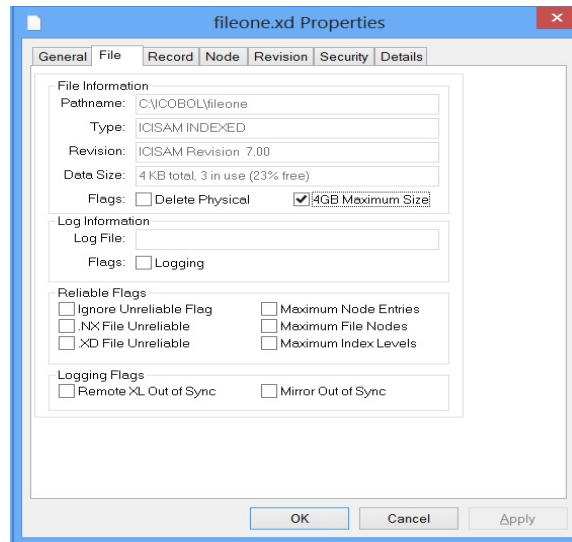 fileone.xd Properties
General File Record Node Revision Security Details
File Information
Pathname: C:\ICOBOL\fileone
Type: ICISAM INDEXED
Revision: ICISAM Revision 7.00
Data Size: 4 KB total, 3 in use (23% free)
Flags: Delete Physical 4GB Maximum Size
Log Information
Log File:
Flags: Logging
Reliable Flags
Ignore Unreliable Flag Maximum Node Entries
.NX File Unreliable Maximum File Nodes
.XD File Unreliable Maximum Index Levels
Logging Flags
Remote XL Out of Sync Mirror Out of Sync
OK Cancel Apply